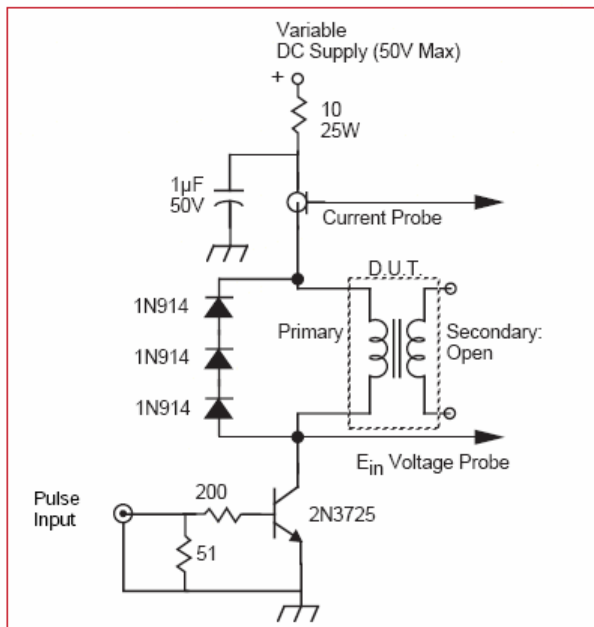 Variable
DC Supply (50V Max)
+
10
25W
1µF
50V
Current Probe
D.U.T.
1N914
Primary
Secondary:
Open
1N914
1N914
Ein Voltage Probe
Pulse
Input
200
2N3725
51